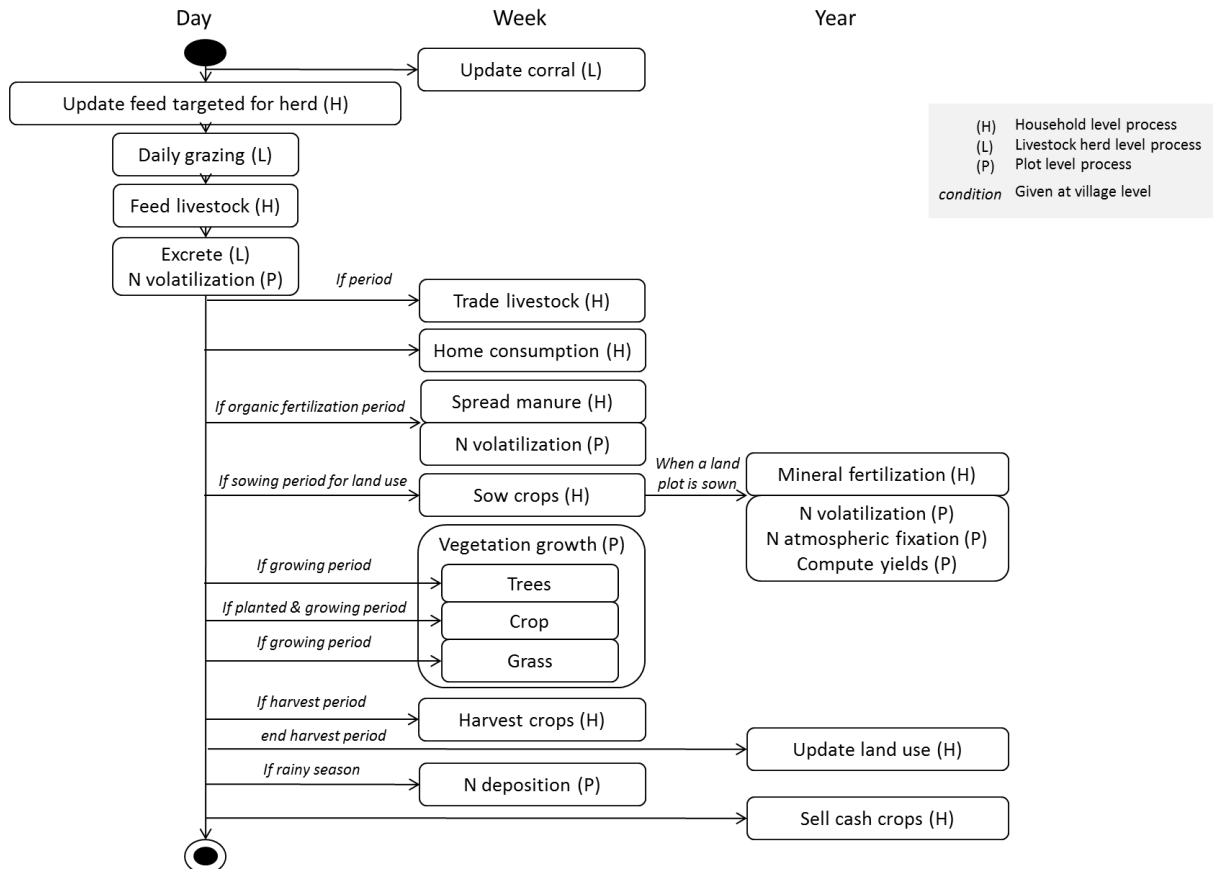 Day
Week
Year
Update corral (L)
Update feed targeted for herd (H)
Daily grazing (L)
Feed livestock (H)
Excrete (L)
N volatilization (P)
(H) Household level process
(L) Livestock herd level process
(P) Plot level process
condition Given at village level
If period
Trade livestock (H)
Home consumption (H)
If organic fertilization period
Spread manure (H)
N volatilization (P)
If sowing period for land use
Sow crops (H)
When a land
plot is sown
Mineral fertilization (H)
N volatilization (P)
N atmospheric fixation (P)
Compute yields (P)
Vegetation growth (P)
If growing period
Trees
If planted & growing period
Crop
If growing period
Grass
If harvest period
Harvest crops (H)
end harvest period
Update land use (H)
If rainy season
N deposition (P)
Sell cash crops (H)